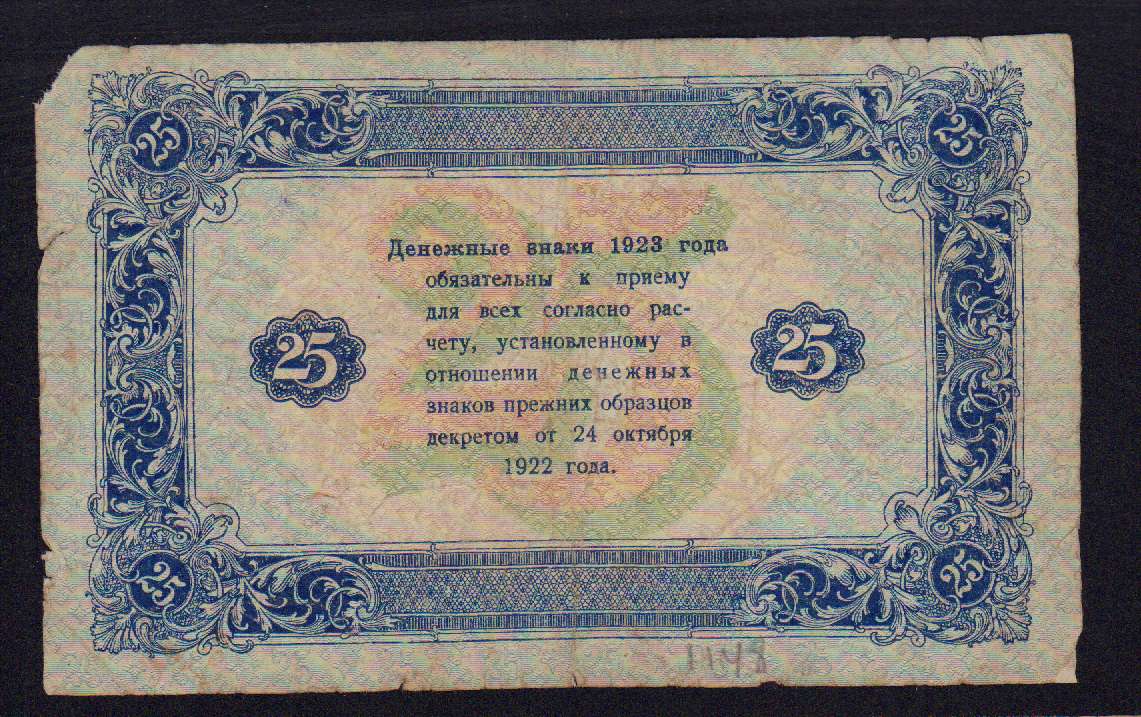 25 25
Денежные знаки 1923 года
обязательны к приему
для всех согласно рас-
чету, установленному в
25 25
отношении денежных
знаков прежних образцов
декретом от 24 октября
1922 года.
25 25